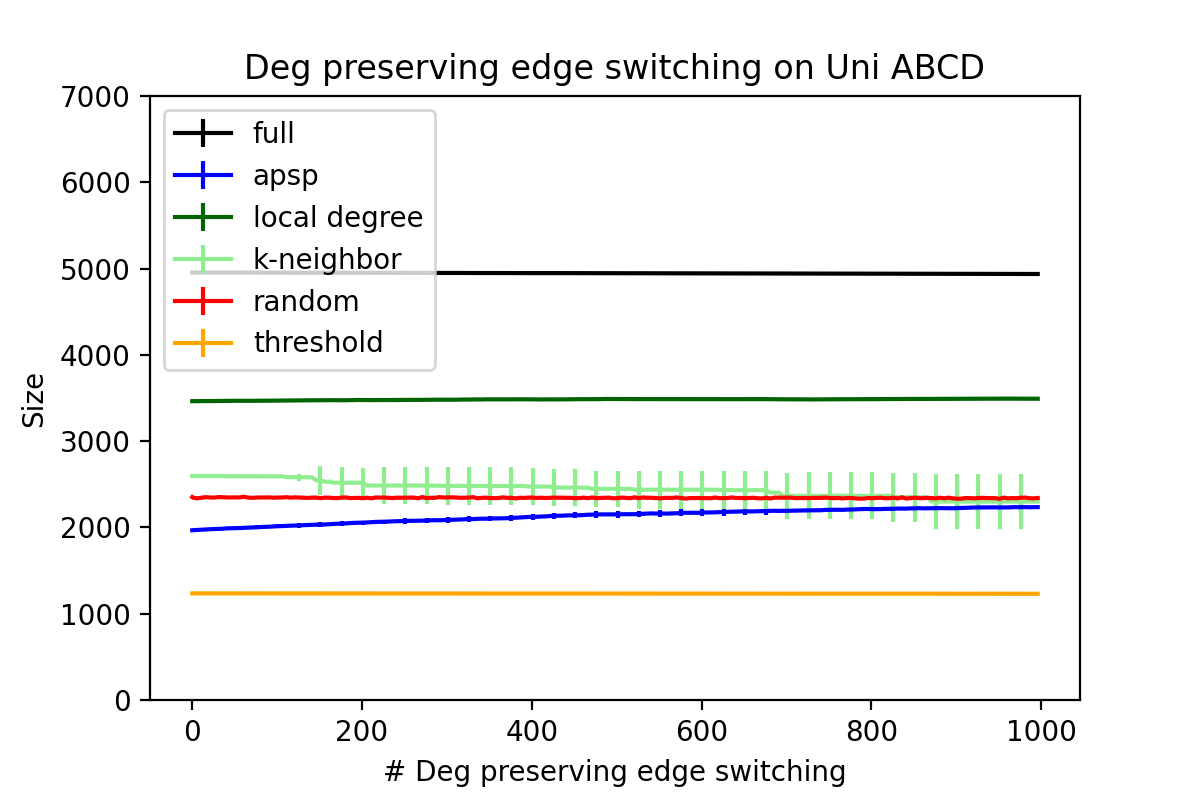 Deg preserving edge switching on Uni ABCD
7000
6000
5000
4000
3000
2000
1000
0
Size
full
apsp
local degree
k-neighbor
random
threshold
0 200 400 600 800 1000
# Deg preserving edge switching